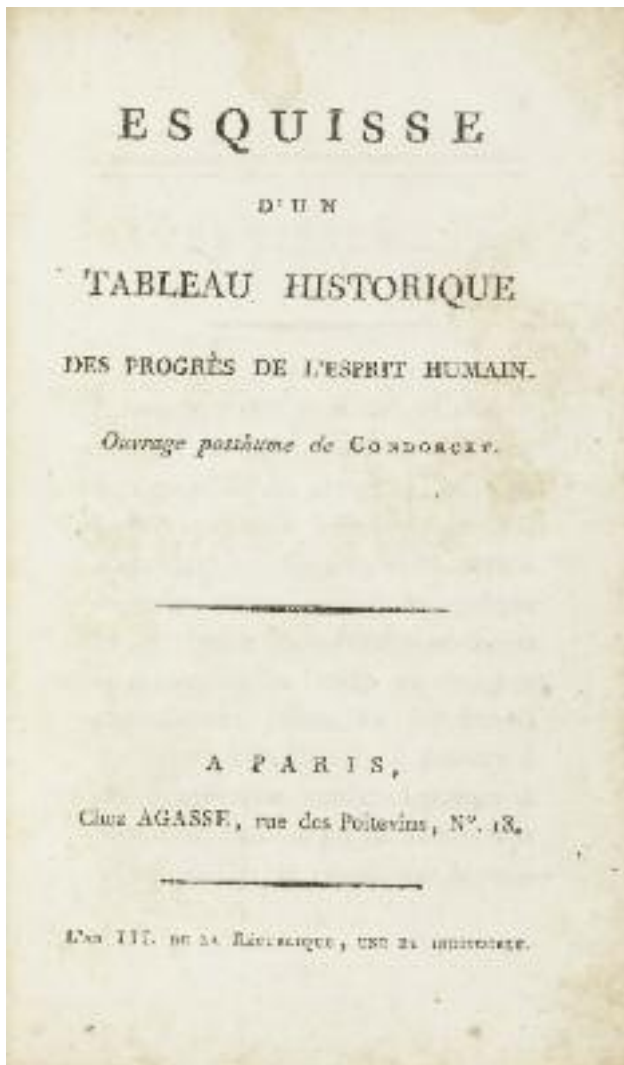 ESQUISSE
D'UN
TABLEAU HISTORIQUE
DES PROGRÈS DE L'ESPRIT HUMAIN.
Ouvrage posthume de CONDORCET.
A PARIS,
Chez AGASSE, rue des Poitevins, N°. 18.
L'an III. DE LA RÉPUBLIQUE, UNE ET INDIVISIBLE.